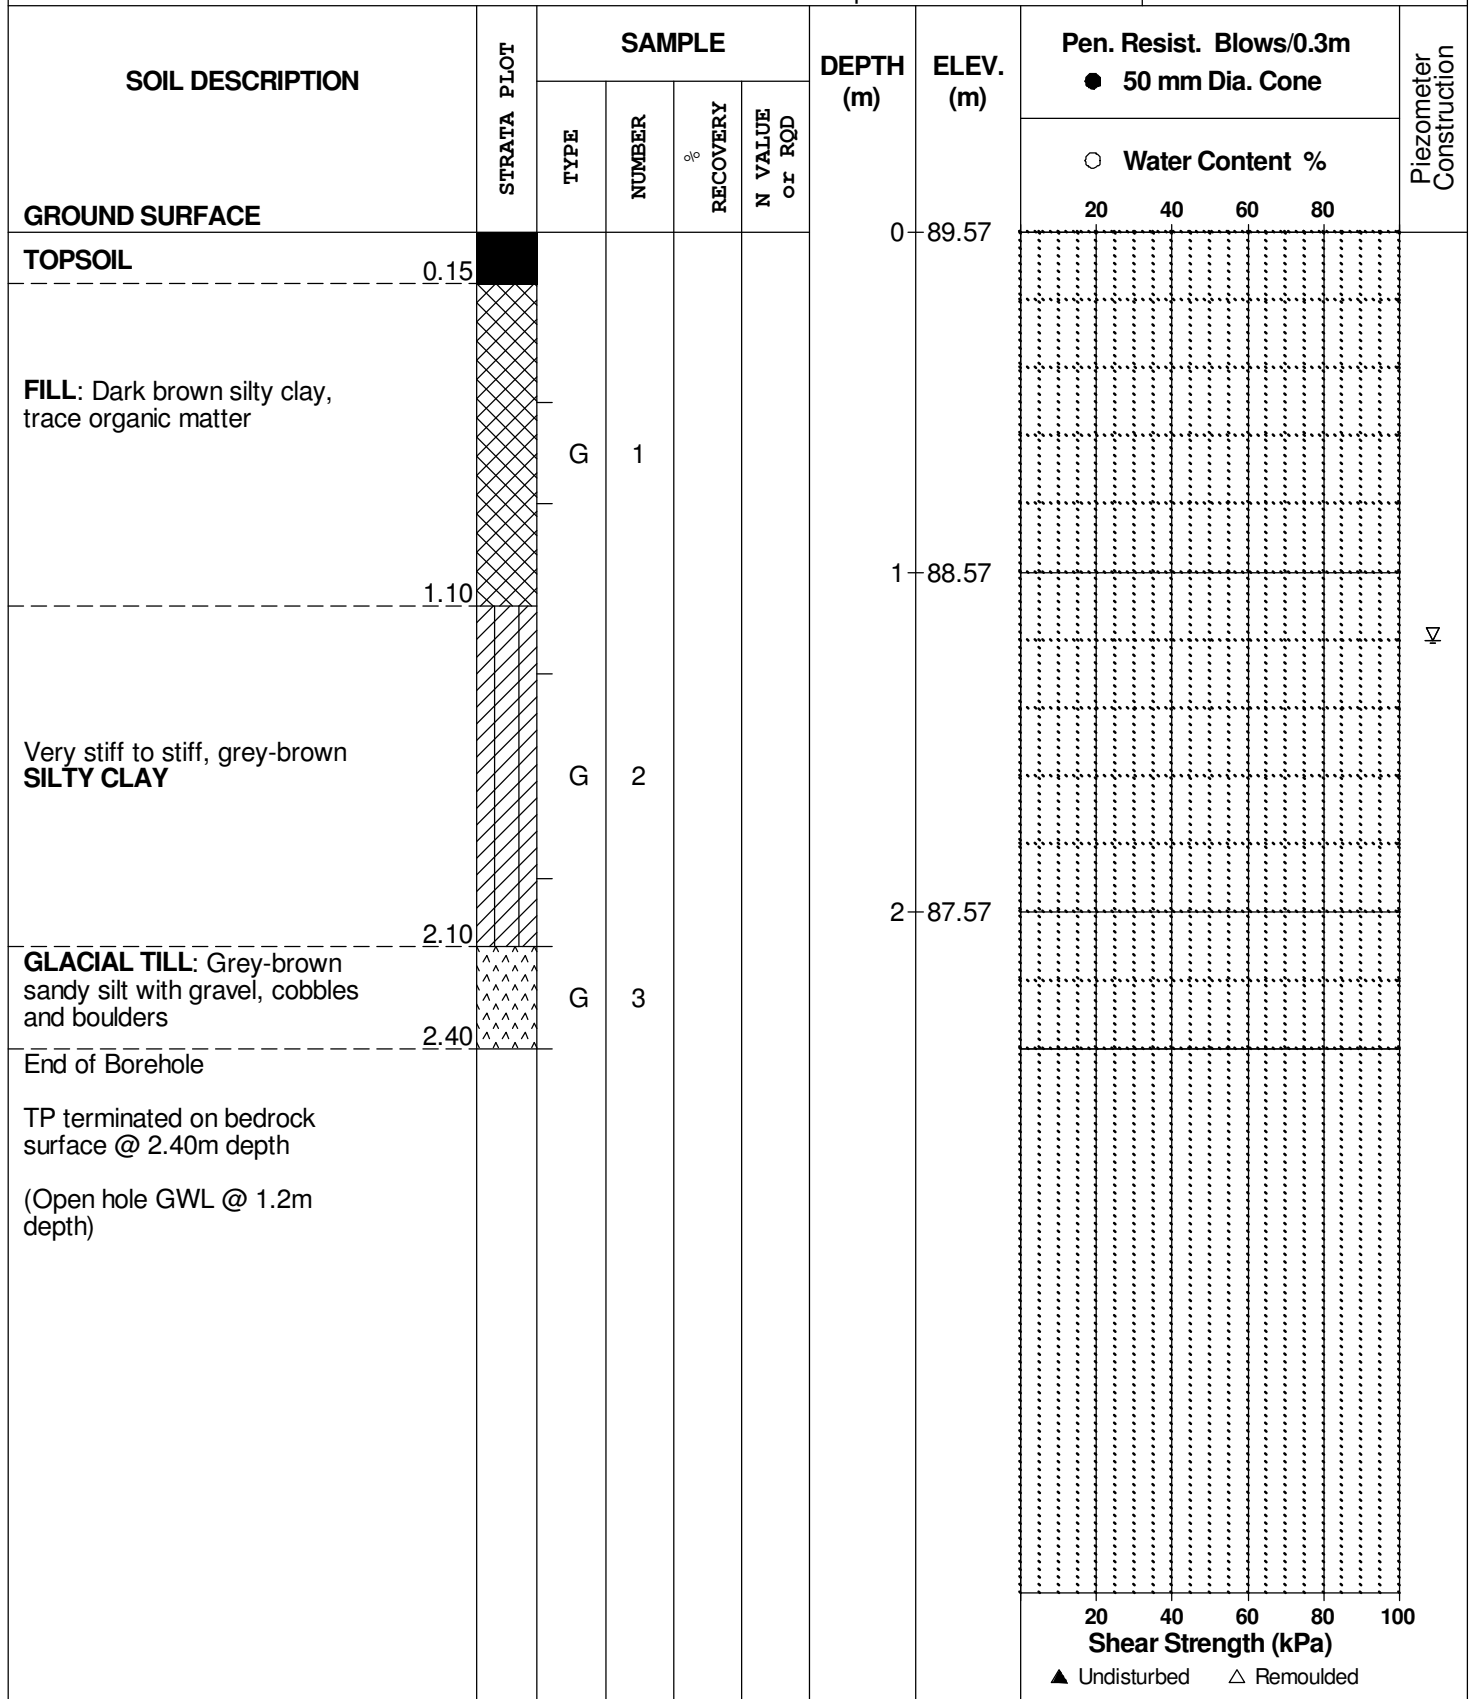 SOIL DESCRIPTION
GROUND SURFACE
STRATA PLOT
SAMPLE
TYPE
NUMBER
%
RECOVERY
N VALUE
or RQD
DEPTH
(m)
ELEV.
(m)
Pen. Resist. Blows/0.3m
● 50 mm Dia. Cone
○ Water Content %
20 40 60 80
Piezometer
Construction
0 89.57
TOPSOIL
0.15
FILL: Dark brown silty clay,
trace organic matter
G 1
1 88.57
1.10
Very stiff to stiff, grey-brown
SILTY CLAY
G 2
2 87.57
2.10
GLACIAL TILL: Grey-brown
sandy silt with gravel, cobbles
and boulders
G 3
2.40
End of Borehole
TP terminated on bedrock
surface @ 2.40m depth
(Open hole GWL @ 1.2m
depth)
20 40 60 80 100
Shear Strength (kPa)
▲ Undisturbed △ Remoulded